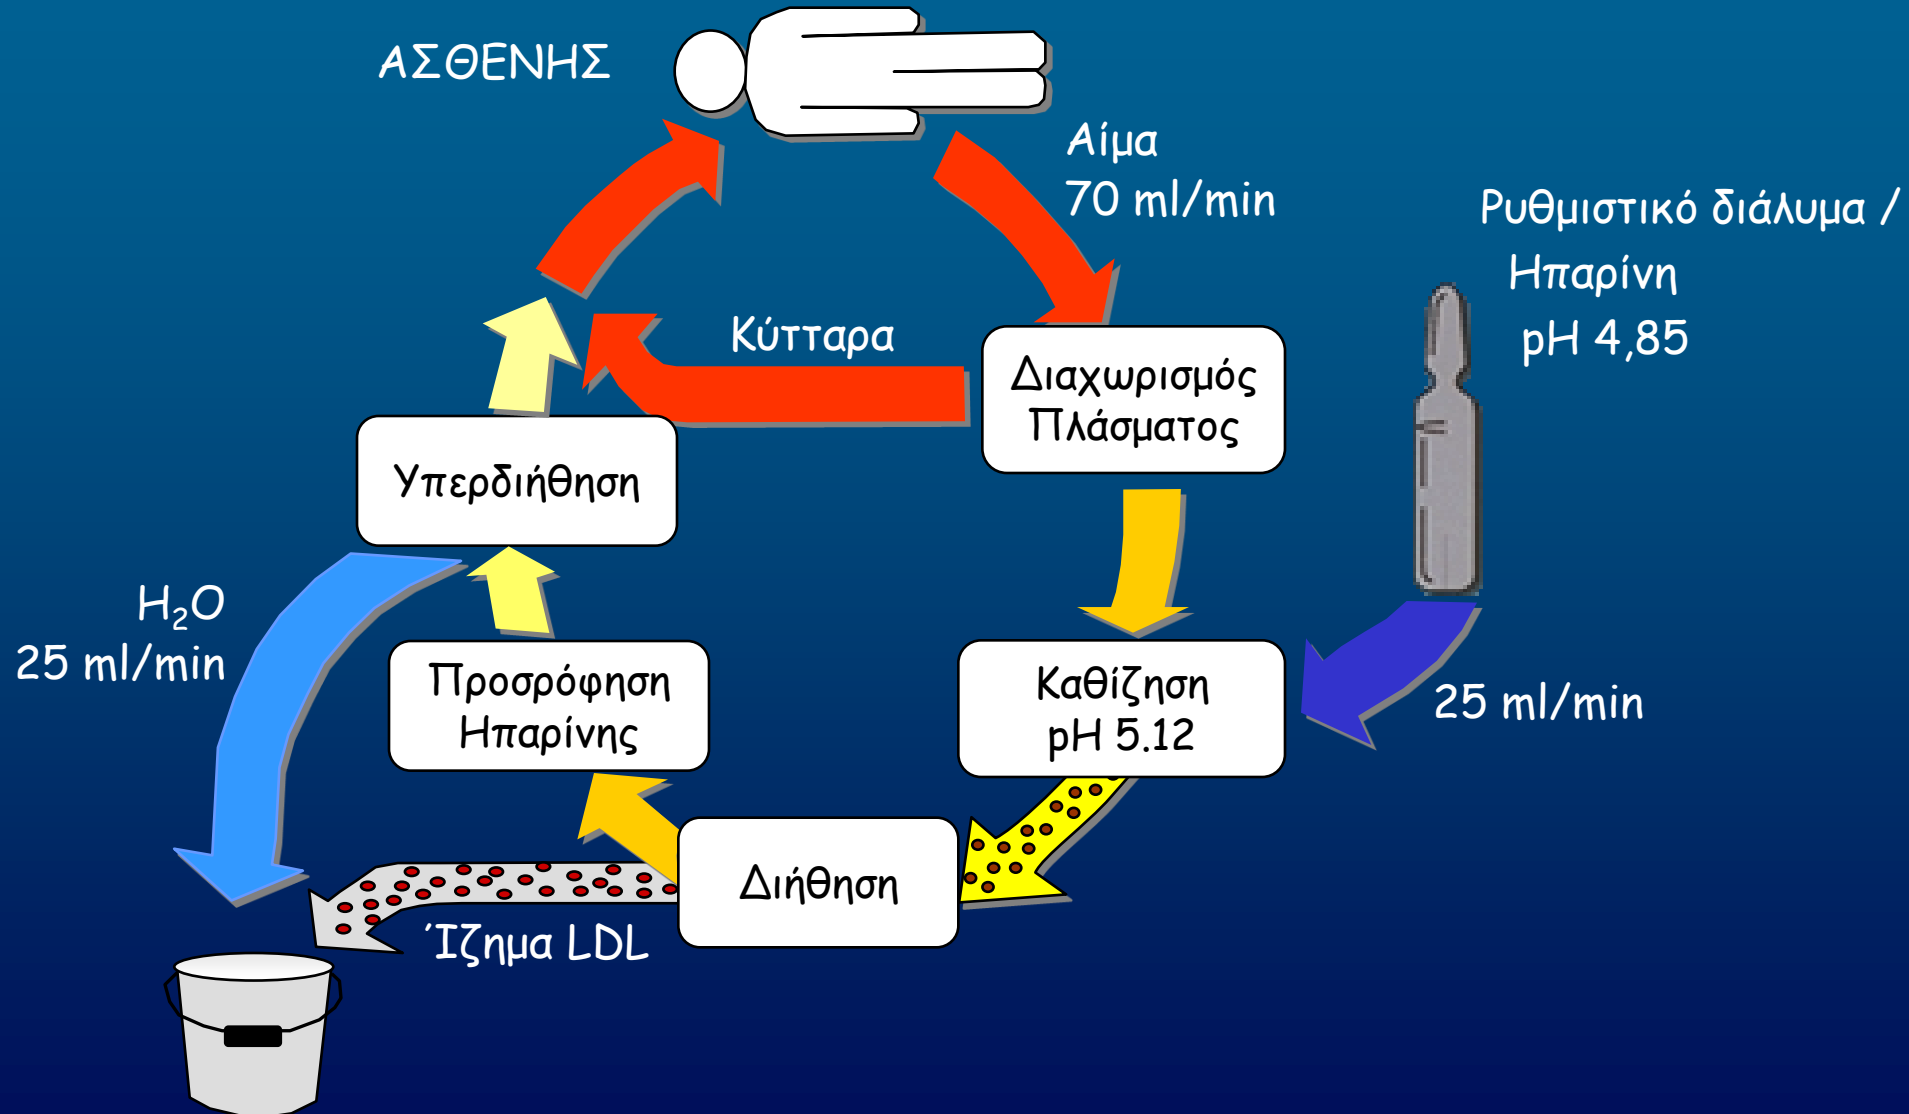 ΑΣΘΕΝΗΣ
Αίμα
70 ml/min
Ρυθμιστικό διάλυμα /
Ηπαρίνη
pH 4,85
Κύτταρα
Διαχωρισμός
Πλάσματος
Υπερδιήθηση
H₂O
25 ml/min
Προσρόφηση
Ηπαρίνης
Καθίζηση
pH 5.12
25 ml/min
Διήθηση
Ίζημα LDL